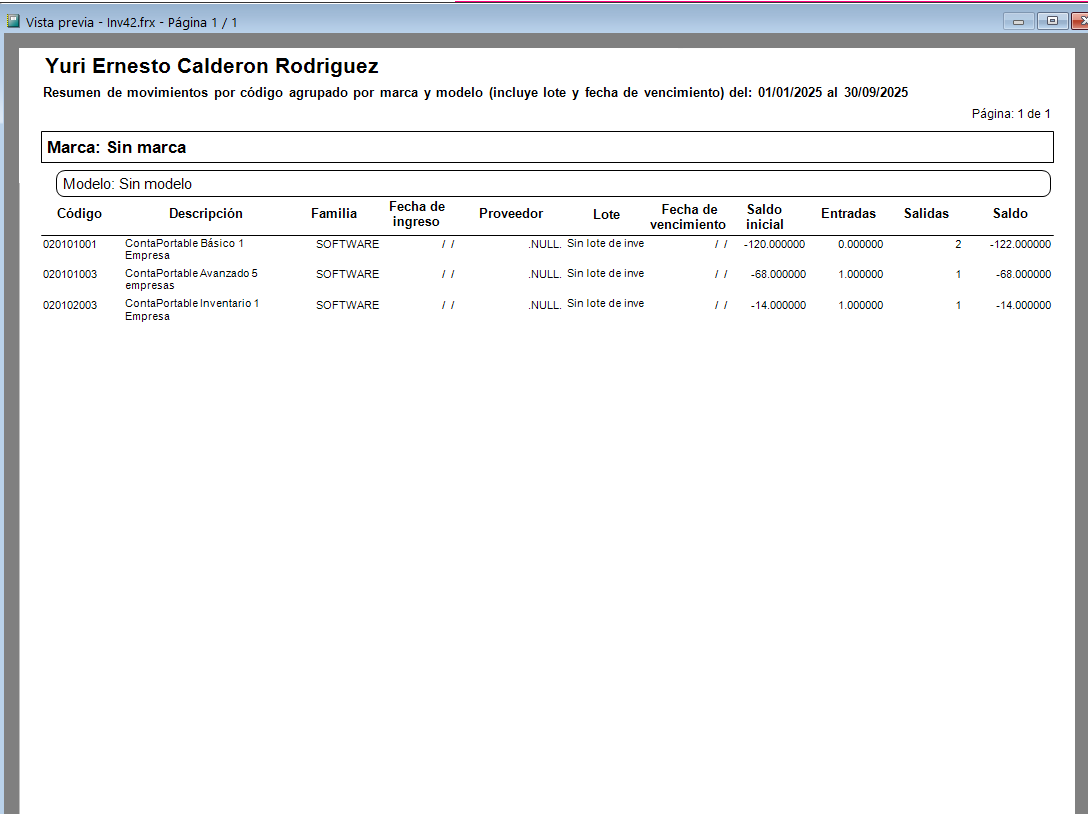 Vista previa - Inv42.frx - Página 1 / 1
Yuri Ernesto Calderon Rodriguez
Resumen de movimientos por código agrupado por marca y modelo (incluye lote y fecha de vencimiento) del: 01/01/2025 al 30/09/2025
Página: 1 de 1
Marca: Sin marca
Modelo: Sin modelo
Código Descripción Familia Fecha de ingreso Proveedor Lote Fecha de vencimiento Saldo inicial Entradas Salidas Saldo
020101001 ContaPortable Básico 1 SOFTWARE / / .NULL. Sin lote de inve / / -120.000000 0.000000 2 -122.000000
Empresa
020101003 ContaPortable Avanzado 5 SOFTWARE / / .NULL. Sin lote de inve / / -68.000000 1.000000 1 -68.000000
empresas
020102003 ContaPortable Inventario 1 SOFTWARE / / .NULL. Sin lote de inve / / -14.000000 1.000000 1 -14.000000
Empresa